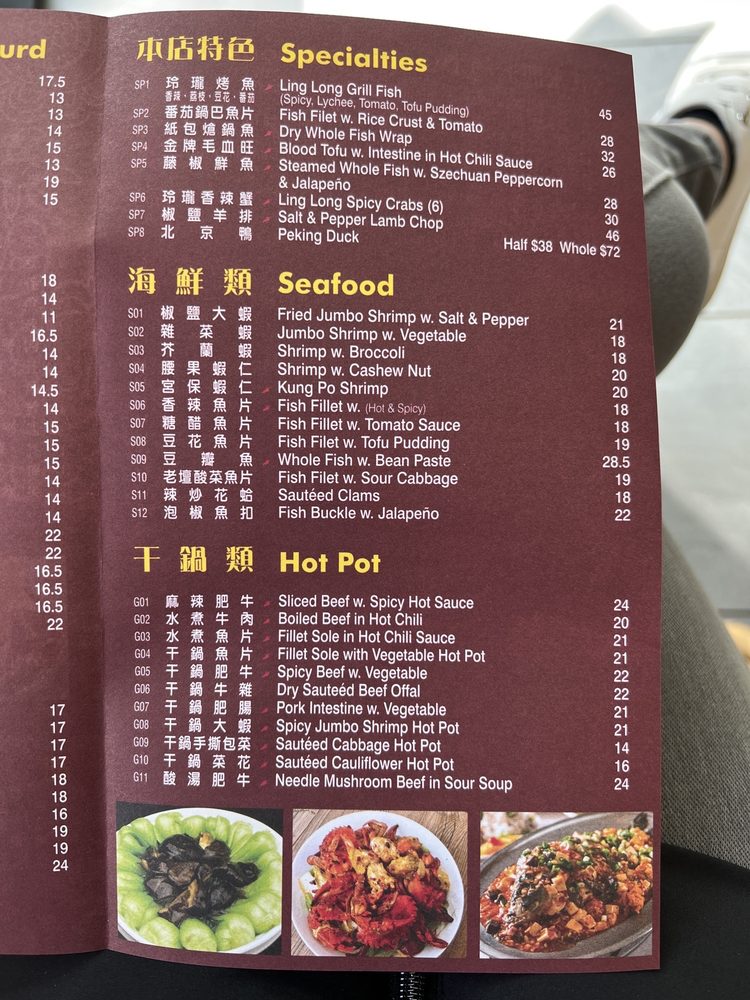 urd
17.5
13
13
14
15
13
19
15
18
14
11
16.5
14
14
14.5
14
15
15
15
14
14
14
22
22
16.5
16.5
16.5
22
17
17
17
17
18
18
16
19
19
24
本店特色 Specialties
SP1 玲瓏烤魚 Ling Long Grill Fish
香辣·荔枝·豆花·番茄 (Spicy, Lychee, Tomato, Tofu Pudding) 45
SP2 番茄鍋巴魚片 Fish Filet w. Rice Crust & Tomato 28
SP3 紙包熗鍋魚 Dry Whole Fish Wrap 32
SP4 金牌毛血旺 Blood Tofu w. Intestine in Hot Chili Sauce 26
SP5 藤椒鮮魚 Steamed Whole Fish w. Szechuan Peppercorn
& Jalapeño 28
SP6 玲瓏香辣蟹 Ling Long Spicy Crabs (6) 30
SP7 椒鹽羊排 Salt & Pepper Lamb Chop 46
SP8 北京鴨 Peking Duck Half $38 Whole $72
海鮮類 Seafood
S01 椒鹽大蝦 Fried Jumbo Shrimp w. Salt & Pepper 21
S02 雜菜蝦 Jumbo Shrimp w. Vegetable 18
S03 芥蘭蝦 Shrimp w. Broccoli 18
S04 腰果蝦仁 Shrimp w. Cashew Nut 20
S05 宮保蝦仁 Kung Po Shrimp 20
S06 香辣魚片 Fish Fillet w. (Hot & Spicy) 18
S07 糖醋魚片 Fish Filet w. Tomato Sauce 18
S08 豆花魚片 Fish Filet w. Tofu Pudding 19
S09 豆瓣魚 Whole Fish w. Bean Paste 28.5
S10 老壇酸菜魚片 Fish Filet w. Sour Cabbage 19
S11 辣炒花蛤 Sautéed Clams 18
S12 泡椒魚扣 Fish Buckle w. Jalapeño 22
干鍋類 Hot Pot
G01 麻辣肥牛 Sliced Beef w. Spicy Hot Sauce 24
G02 水煮牛肉 Boiled Beef in Hot Chili 20
G03 水煮魚片 Fillet Sole in Hot Chili Sauce 21
G04 干鍋魚片 Fillet Sole with Vegetable Hot Pot 21
G05 干鍋肥牛 Spicy Beef w. Vegetable 22
G06 干鍋牛雜 Dry Sauteéd Beef Offal 22
G07 干鍋肥腸 Pork Intestine w. Vegetable 21
G08 干鍋大蝦 Spicy Jumbo Shrimp Hot Pot 21
G09 干鍋手撕包菜 Sautéed Cabbage Hot Pot 14
G10 干鍋菜花 Sautéed Cauliflower Hot Pot 16
G11 酸湯肥牛 Needle Mushroom Beef in Sour Soup 24